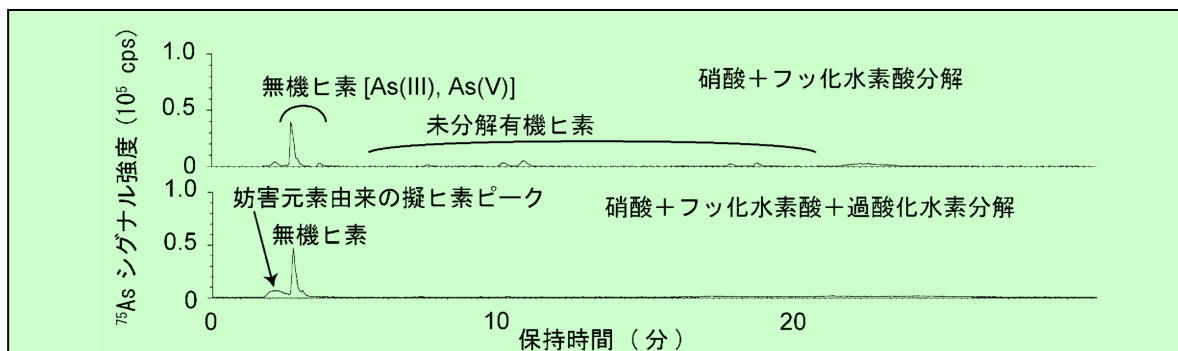 ⁷⁵As シグナル強度 (10⁵ cps)
1.0
0.5
0
無機ヒ素 [As(III), As(V)]
硝酸＋フッ化水素酸分解
未分解有機ヒ素
1.0
0.5
0
妨害元素由来の擬ヒ素ピーク
無機ヒ素
硝酸＋フッ化水素酸＋過酸化水素分解
0
10
20
保持時間（分）